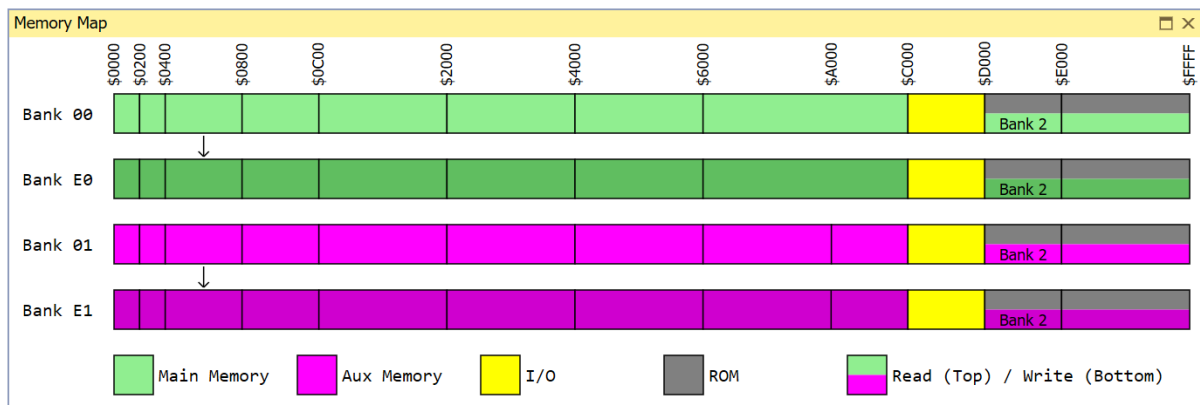 Memory Map
$0000 $0200 $0400 $0800 $0C00 $2000 $4000 $6000 $A000 $C000 $D000 $E000 $FFFF
Bank 00 Bank 2
Bank E0 Bank 2
Bank 01 Bank 2
Bank E1 Bank 2
Main Memory Aux Memory I/O ROM Read (Top) / Write (Bottom)